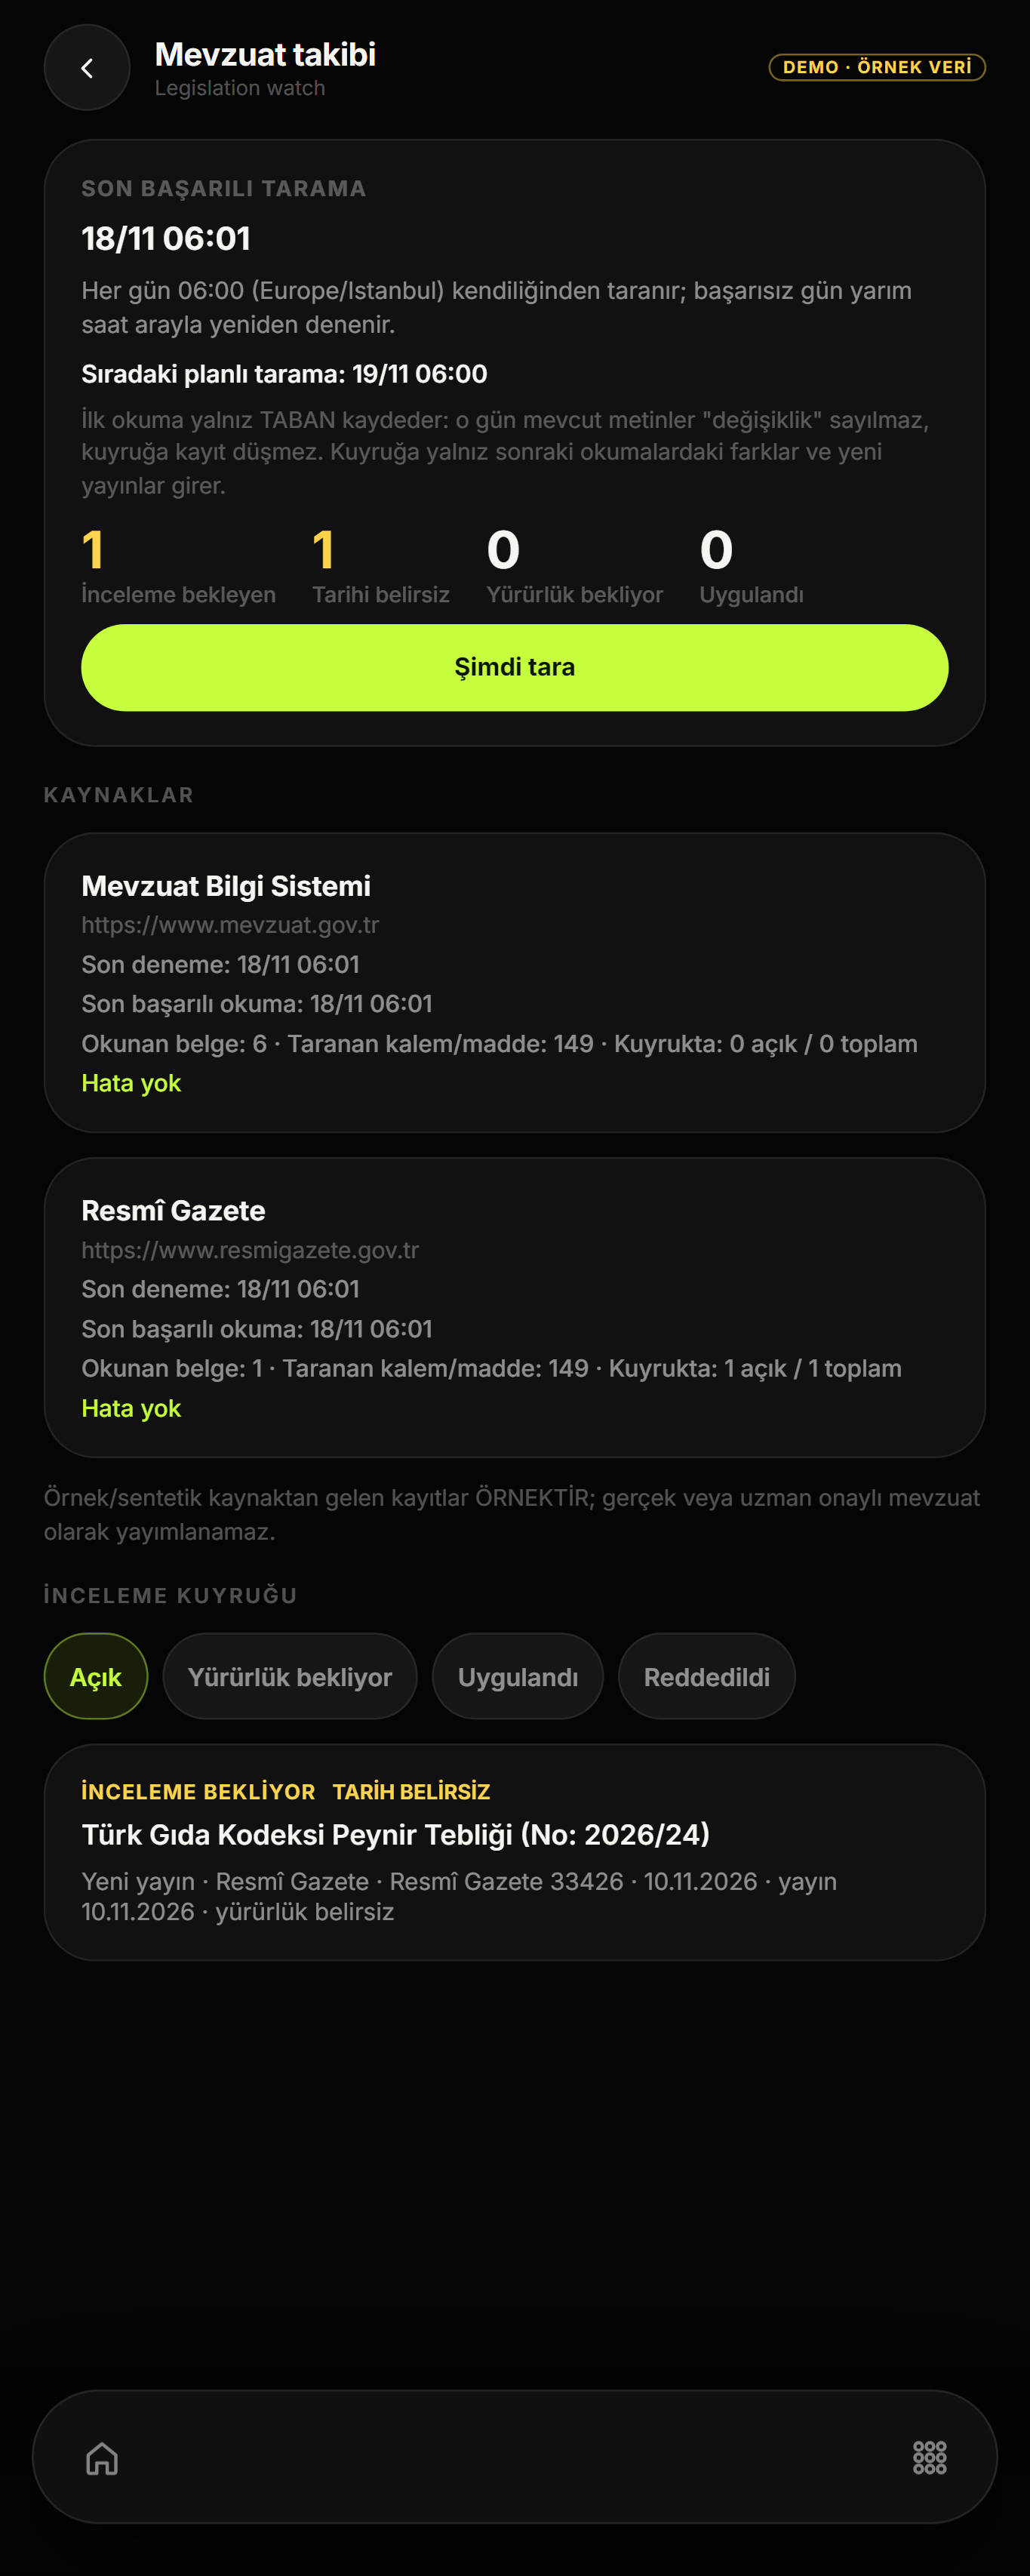 Mevzuat takibi
Legislation watch
DEMO · ÖRNEK VERİ
SON BAŞARILI TARAMA
18/11 06:01
Her gün 06:00 (Europe/Istanbul) kendiliğinden taranır; başarısız gün yarım
saat arayla yeniden denenir.
Sıradaki planlı tarama: 19/11 06:00
İlk okuma yalnız TABAN kaydeder: o gün mevcut metinler "değişiklik" sayılmaz,
kuyruğa kayıt düşmez. Kuyruğa yalnız sonraki okumalardaki farklar ve yeni
yayınlar girer.
1 1 0 0
İnceleme bekleyen Tarihi belirsiz Yürürlük bekliyor Uygulandı
Şimdi tara
KAYNAKLAR
Mevzuat Bilgi Sistemi
https://www.mevzuat.gov.tr
Son deneme: 18/11 06:01
Son başarılı okuma: 18/11 06:01
Okunan belge: 6 · Taranan kalem/madde: 149 · Kuyrukta: 0 açık / 0 toplam
Hata yok
Resmî Gazete
https://www.resmigazete.gov.tr
Son deneme: 18/11 06:01
Son başarılı okuma: 18/11 06:01
Okunan belge: 1 · Taranan kalem/madde: 149 · Kuyrukta: 1 açık / 1 toplam
Hata yok
Örnek/sentetik kaynaktan gelen kayıtlar ÖRNEKTİR; gerçek veya uzman onaylı mevzuat
olarak yayımlanamaz.
İNCELEME KUYRUĞU
Açık Yürürlük bekliyor Uygulandı Reddedildi
İNCELEME BEKLİYOR TARİH BELİRSİZ
Türk Gıda Kodeksi Peynir Tebliği (No: 2026/24)
Yeni yayın · Resmî Gazete · Resmî Gazete 33426 · 10.11.2026 · yayın
10.11.2026 · yürürlük belirsiz